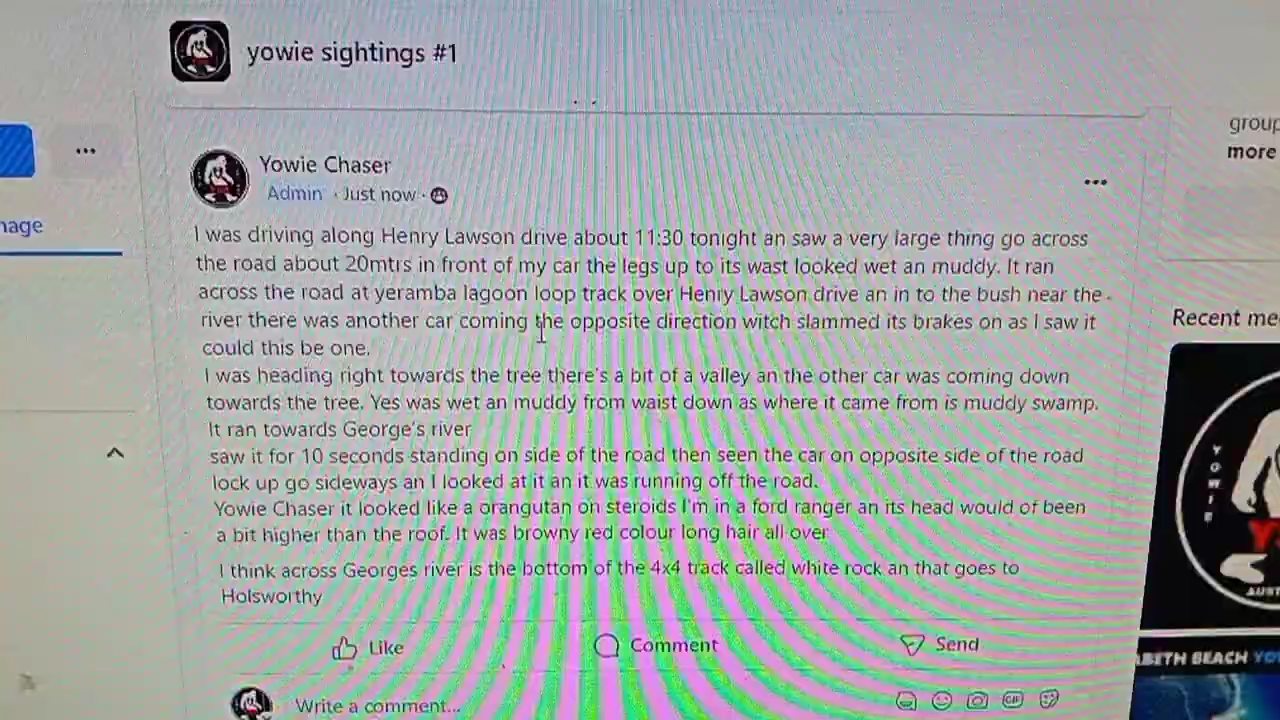 yowie sightings #1
group
more
Yowie Chaser
Admin · Just now ·
nage
I was driving along Henry Lawson drive about 11:30 tonight an saw a very large thing go across
the road about 20mtrs in front of my car the legs up to its wast looked wet an muddy. It ran
across the road at yeramba lagoon loop track over Henry Lawson drive an in to the bush near the
river there was another car coming the opposite direction witch slammed its brakes on as I saw it
could this be one.
I was heading right towards the tree there's a bit of a valley an the other car was coming down
towards the tree. Yes was wet an muddy from waist down as where it came from is muddy swamp.
It ran towards George's river
saw it for 10 seconds standing on side of the road then seen the car on opposite side of the road
lock up go sideways an I looked at it an it was running off the road.
Yowie Chaser it looked like a orangutan on steroids I'm in a ford ranger an its head would of been
a bit higher than the roof. It was browny red colour long hair all over
I think across Georges river is the bottom of the 4x4 track called white rock an that goes to
Holsworthy
Like
Comment
Send
Write a comment...
GIF
Recent me
YOWIE
Y
AUST
ABETH BEACH YO